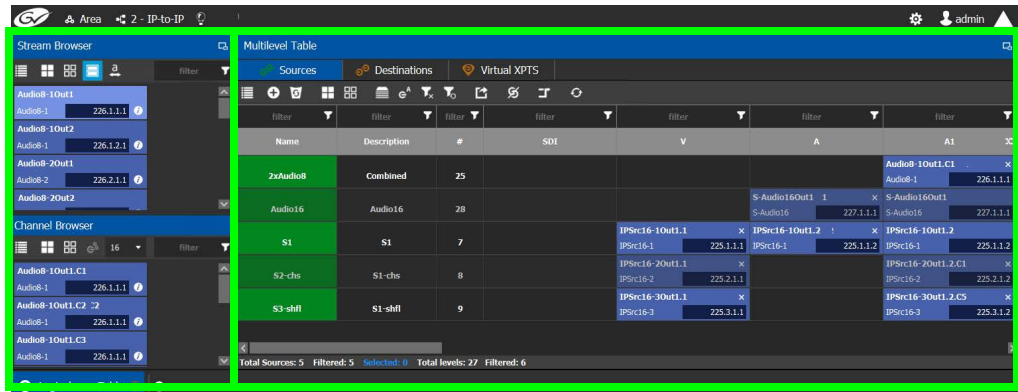 GV Area 2 - IP-to-IP admin
Stream Browser
a filter
Audio8-1Out1
Audio8-1 226.1.1.1
Audio8-1Out2
Audio8-1 226.1.2.1
Audio8-2Out1
Audio8-2 226.2.1.1
Audio8-2Out2
Channel Browser
16 filter
Audio8-1Out1.C1
Audio8-1 226.1.1.1
Audio8-1Out1.C2
Audio8-1 226.1.1.1
Audio8-1Out1.C3
Audio8-1 226.1.1.1
Multilevel Table
Sources Destinations Virtual XPTS
filter filter filter filter filter filter filter
Name Description # SDI V A A1
2xAudio8 Combined 25 Audio8-1Out1.C1 x
Audio8-1 226.1.1.1
Audio16 Audio16 28 S-Audio16Out1 1 x S-Audio16Out1
S-Audio16 227.1.1.1 S-Audio16 227.1.1.1
S1 S1 7 IPSrc16-1Out1.1 x IPSrc16-1Out1.2 x IPSrc16-1Out1.2
IPSrc16-1 225.1.1.1 IPSrc16-1 225.1.1.2 IPSrc16-1 225.1.1.2
S2-chs S1-chs 8 IPSrc16-2Out1.1 x IPSrc16-2Out1.2.C1 x
IPSrc16-2 225.2.1.1 IPSrc16-2 225.2.1.2
S3-shfl S1-shfl 9 IPSrc16-3Out1.1 x IPSrc16-3Out1.2.C5 x
IPSrc16-3 225.3.1.1 IPSrc16-3 225.3.1.2
Total Sources: 5 Filtered: 5 Selected: 0 Total levels: 27 Filtered: 6